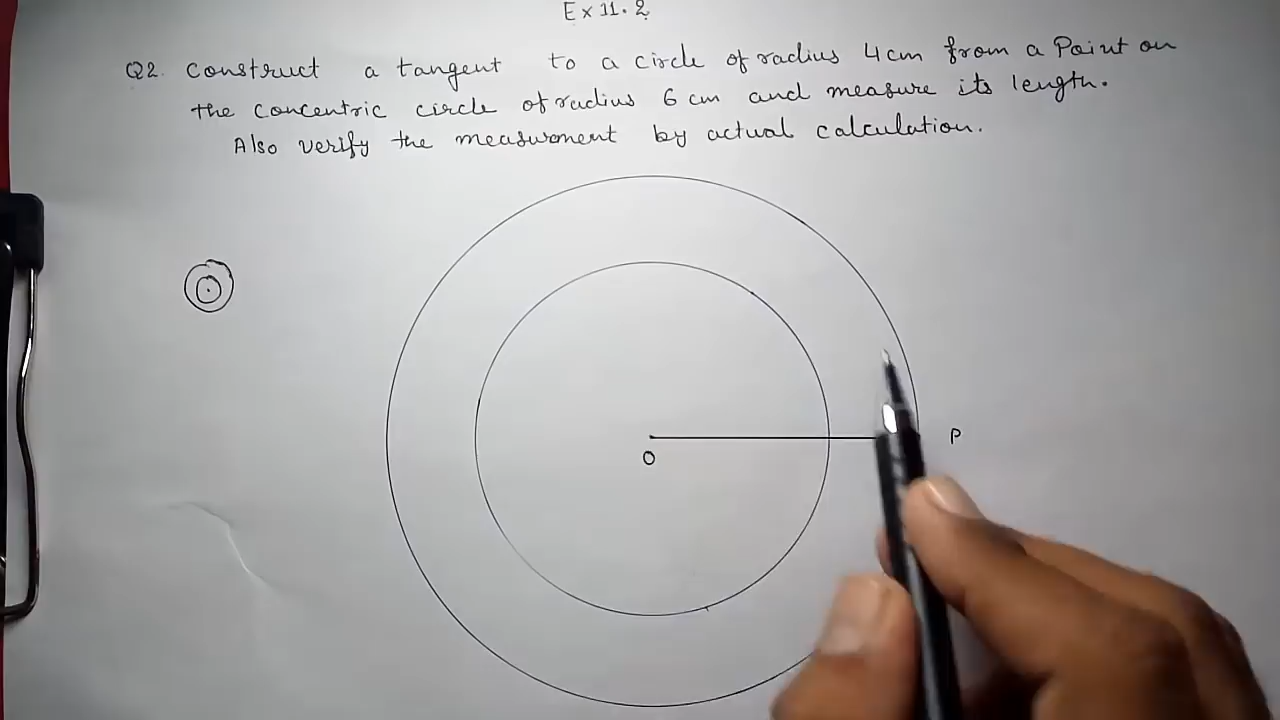 Ex 11.2
Q2. Construct a tangent to a circle of radius 4cm from a Point on
the concentric circle of radius 6 cm and measure its length.
Also verify the measurment by actual calculation.
P
O